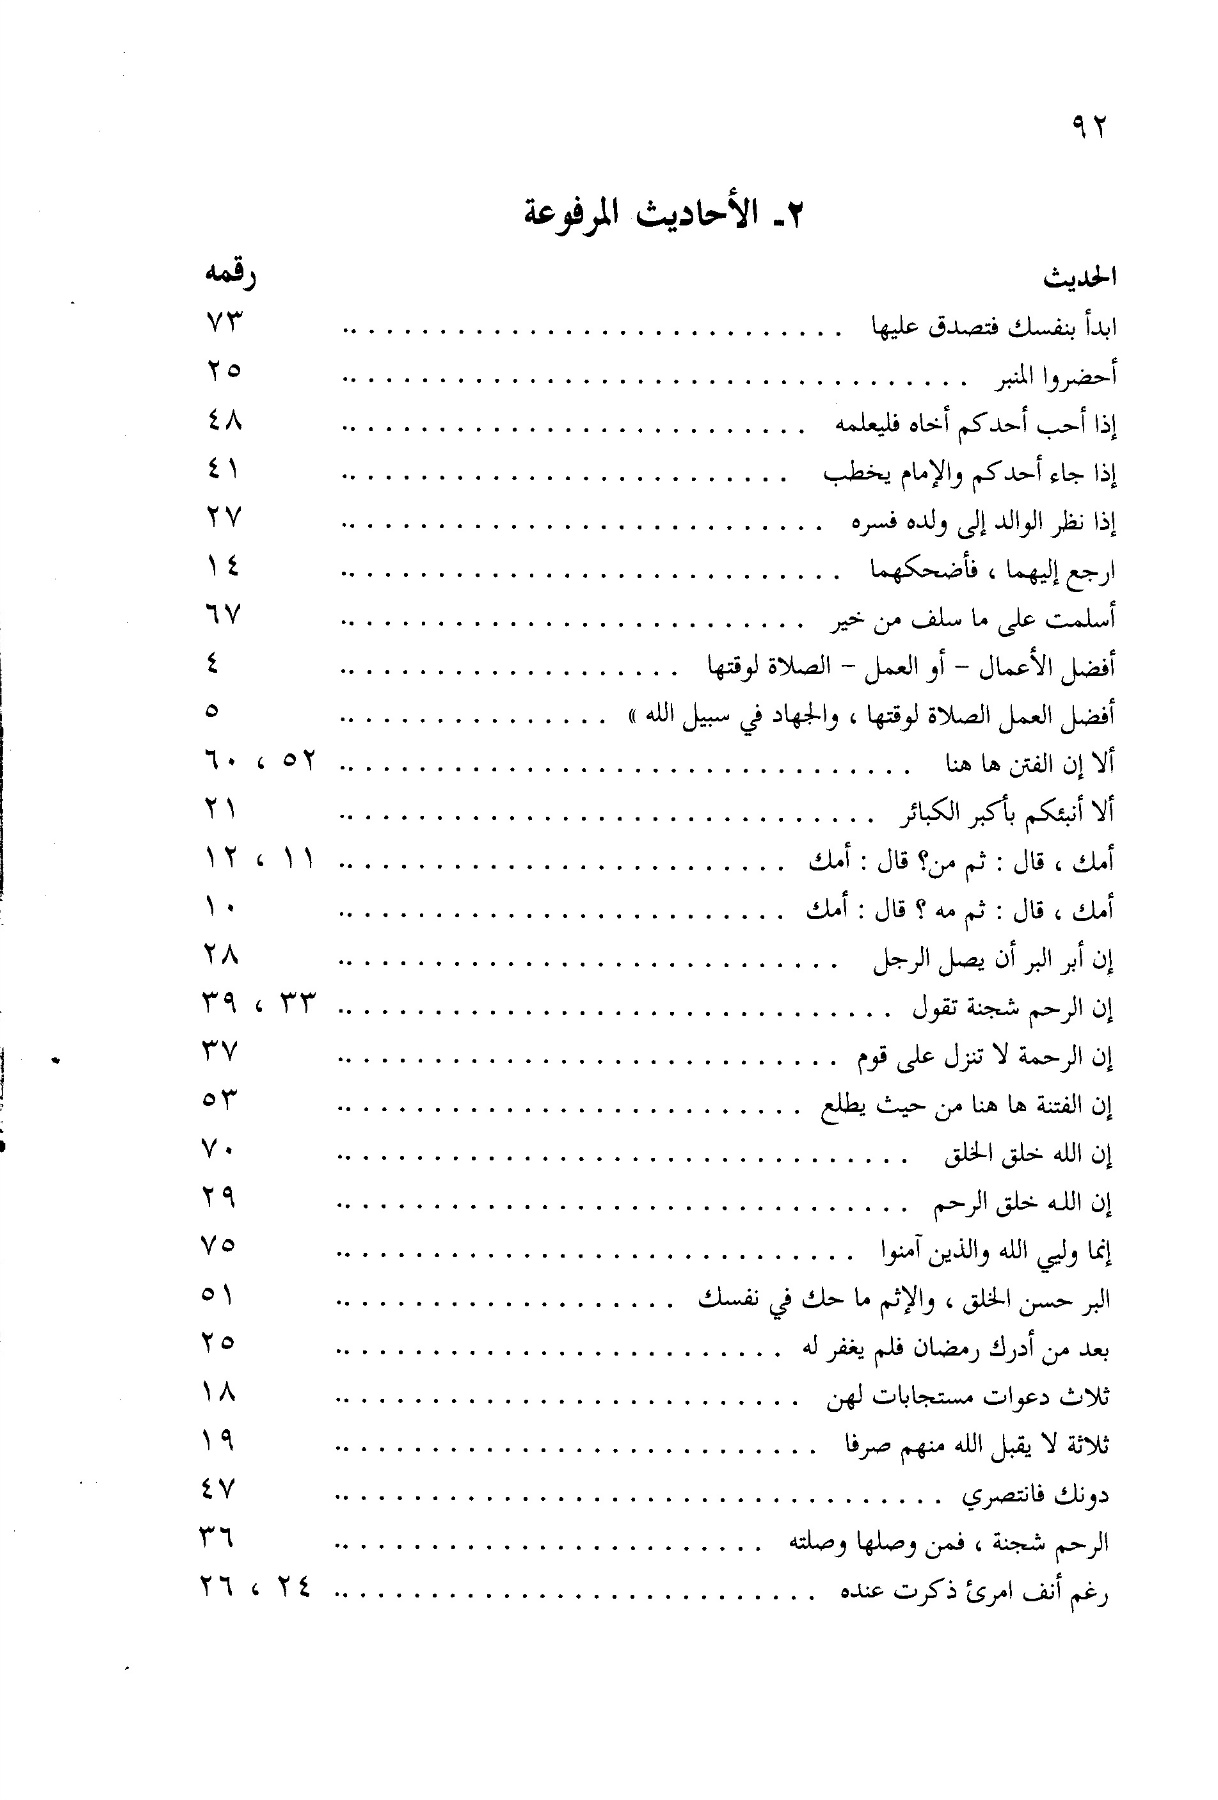 ٩٢
٢ـ الأحاديث المرفوعة
الحديث رقمه
ابدأ بنفسك فتصدق عليها ٧٣
أحضروا المنبر ٢٥
إذا أحب أحدكم أخاه فليعلمه ٤٨
إذا جاء أحدكم والإمام يخطب ٤١
إذا نظر الوالد إلى ولده فسره ٢٧
ارجع إليهما ، فأضحكهما ١٤
أسلمت على ما سلف من خير ٦٧
أفضل الأعمال – أو العمل – الصلاة لوقتها ٤
أفضل العمل الصلاة لوقتها ، والجهاد في سبيل الله » ٥
ألا إن الفتن ها هنا ٥٢ ، ٦٠
ألا أنبئكم بأكبر الكبائر ٢١
أمك ، قال : ثم من؟ قال : أمك ١١ ، ١٢
أمك ، قال : ثم مه ؟ قال : أمك ١٠
إن أبر البر أن يصل الرجل ٢٨
إن الرحم شجنة تقول ٣٣ ، ٣٩
إن الرحمة لا تنزل على قوم ٣٧
إن الفتنة ها هنا من حيث يطلع ٥٣
إن الله خلق الخلق ٧٠
إن الله خلق الرحم ٢٩
إنما وليي الله والذين آمنوا ٧٥
البر حسن الخلق ، والإثم ما حك في نفسك ٥١
بعد من أدرك رمضان فلم يغفر له ٢٥
ثلاث دعوات مستجابات لهن ١٨
ثلاثة لا يقبل الله منهم صرفا ١٩
دونك فانتصري ٤٧
الرحم شجنة ، فمن وصلها وصلته ٣٦
رغم أنف امرئ ذكرت عنده ٢٤ ، ٢٦